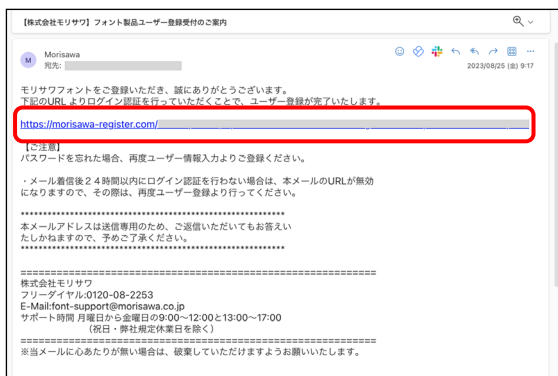 【株式会社モリサワ】フォント製品ユーザー登録受付のご案内
M
Morisawa
宛先:
2023/08/25 (金) 9:17
モリサワフォントをご登録いただき、誠にありがとうございます。
下記のURL よりログイン認証を行っていただくことで、ユーザー登録が完了いたします。
https://morisawa-register.com/
【ご注意】
パスワードを忘れた場合、再度ユーザー情報入力よりご登録ください。
・メール着信後２４時間以内にログイン認証を行わない場合は、本メールのURLが無効
になりますので、その際は、再度ユーザー登録より行ってください。
************************************************************
本メールアドレスは送信専用のため、ご返信いただいてもお答えい
たしかねますので、予めご了承ください。
************************************************************
============================================================
株式会社モリサワ
フリーダイヤル:0120-08-2253
E-Mail:font-support@morisawa.co.jp
サポート時間 月曜日から金曜日の9:00〜12:00と13:00〜17:00
（祝日・弊社規定休業日を除く）
============================================================
※当メールに心あたりが無い場合は、破棄していただけますようお願いいたします。